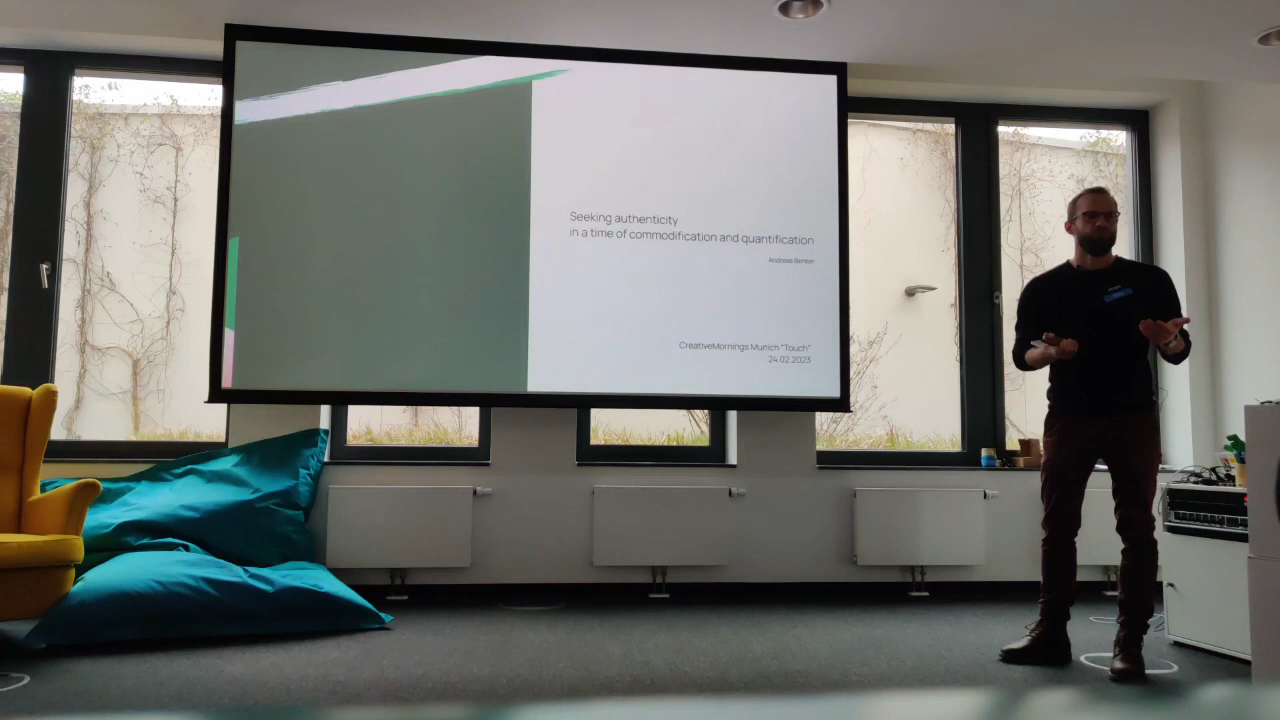 Seeking authenticity
in a time of commodification and quantification
Andreas Benker
CreativeMornings Munich "Touch"
24.02.2023